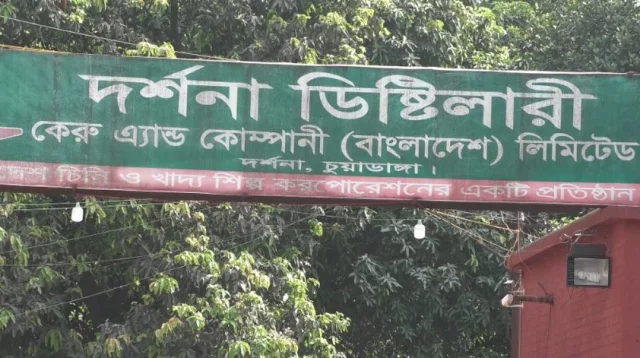 দর্শনা ডিষ্টিলারী
কেরু এ্যান্ড কোম্পানী (বাংলাদেশ) লিমিটেড
দর্শনা, চুয়াডাঙ্গা।
চিনি ও খাদ্য শিল্প করপোরেশনের একটি প্রতিষ্ঠান